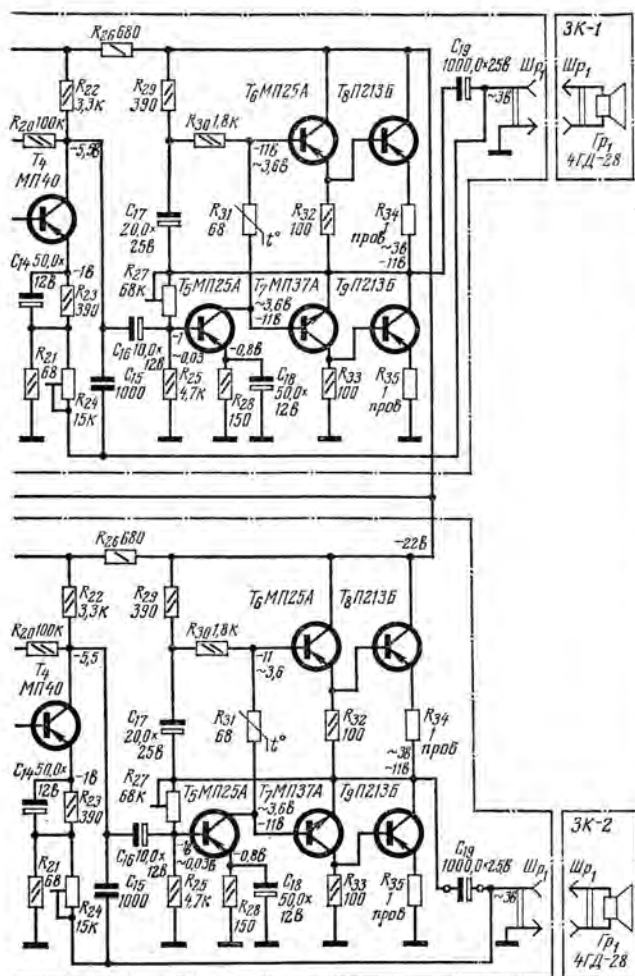 R26 680
C19
1000,0×25В
ЗК-1
R22
3,3к
R29
390
T6 МП25А
T8 П213Б
~3В
Шр1
Шр1
R20 100к
-5,5В
R30 1,8к
-11В
~3,6В
Гр1
4ГД-28
T4
МП40
C17
20,0×
25В
R31
68
t°
R32
100
R34
1
пров
~3В
-11В
C14 50,0×
12В
-1В
R23
390
R27
68к
T5 МП25А
T7 МП37А
T9 П213Б
~3,6В
-11В
R21
68
R24
15к
C16 10,0×
12В
C15
1000
-1
~0,03
R25
4,7к
-0,8В
R28
150
C18
50,0×
12В
R33
100
R35
1
пров
R26 680
-22В
R22
3,3к
R29
390
T6 МП25А
T8 П213Б
R20 100к
-5,5
R30 1,8к
-11
~3,6
T4
МП40
C17
20,0×
25В
R31
68
t°
R32
100
R34
1
пров
~3В
-11В
C14 50,0×
12В
-1В
R23
390
R27
68к
T5 МП25А
T7 МП37А
T9 П213Б
~3,6В
-11В
C19
1000,0×25В
ЗК-2
R21
68
R24
15к
C16 10,0×
12В
C15
1000
-1В
~0,03В
R25
4,7к
-0,8В
R28
150
C18
50,0×
12В
R33
100
R35
1
пров
~3В
Шр1
Шр1
Гр1
4ГД-28